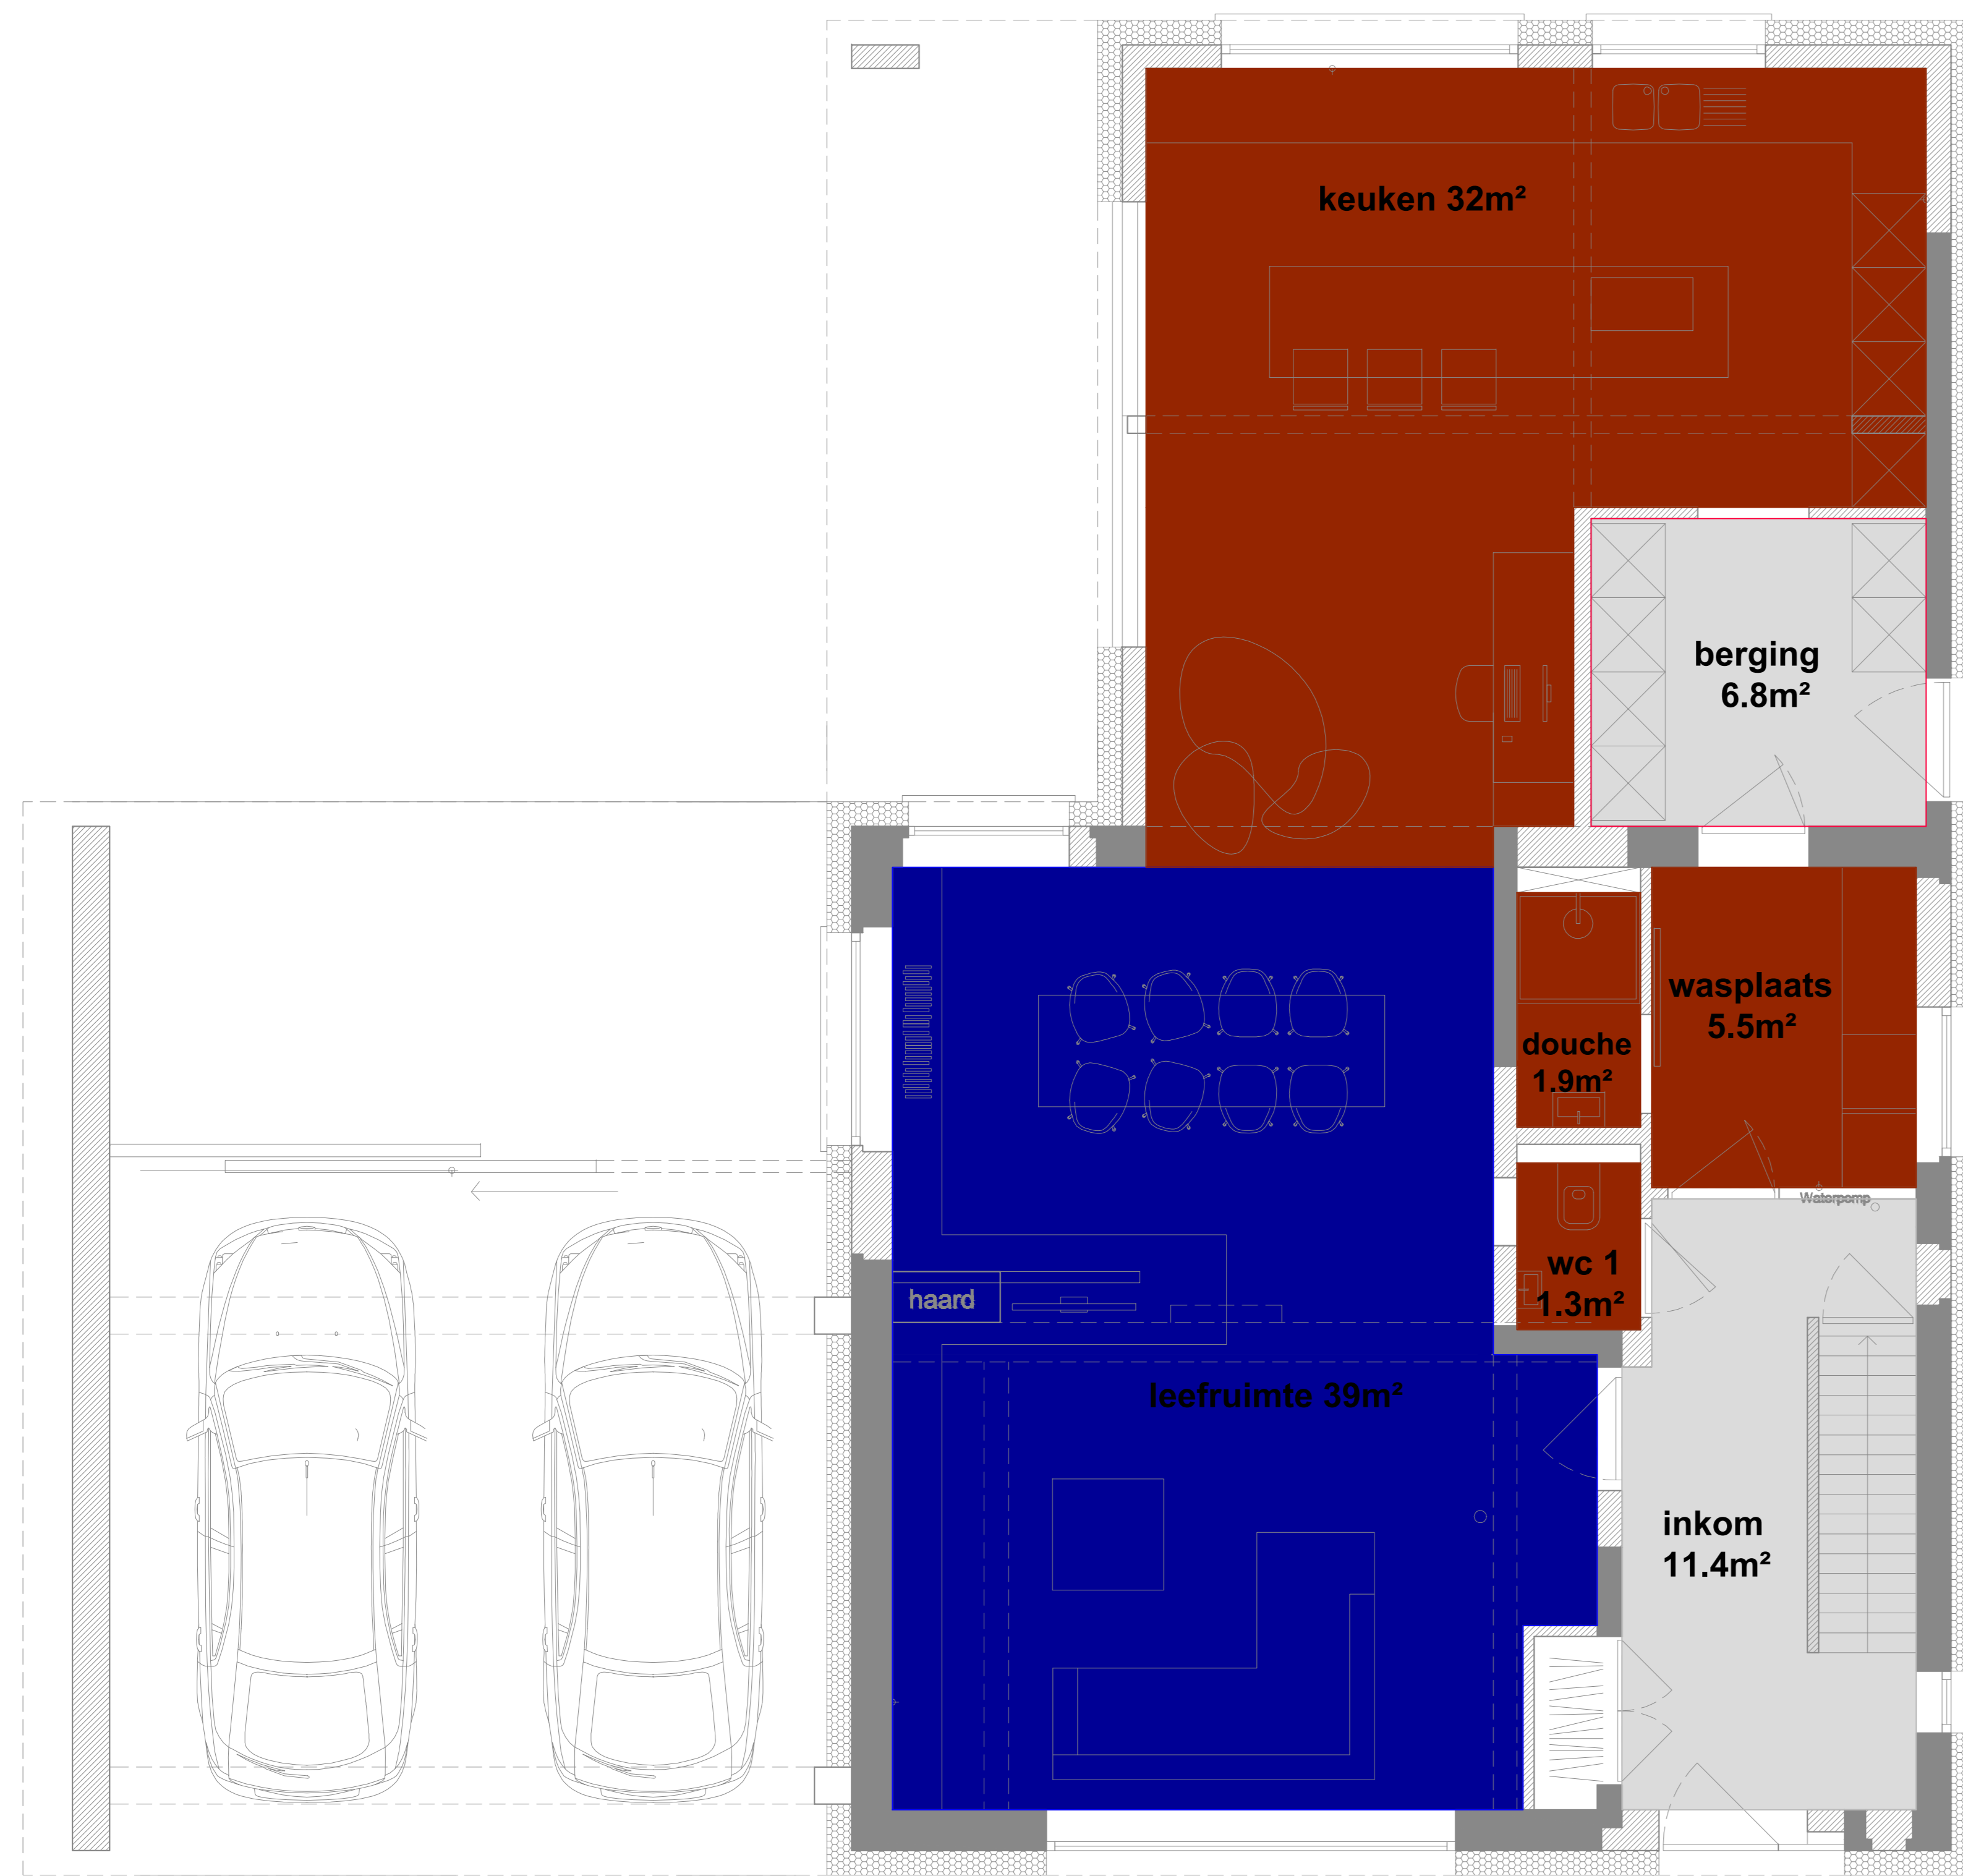 keuken 32m²
berging
6.8m²
wasplaats
5.5m²
douche
1.9m²
Waterpomp
wc 1
1.3m²
haard
leefruimte 39m²
inkom
11.4m²